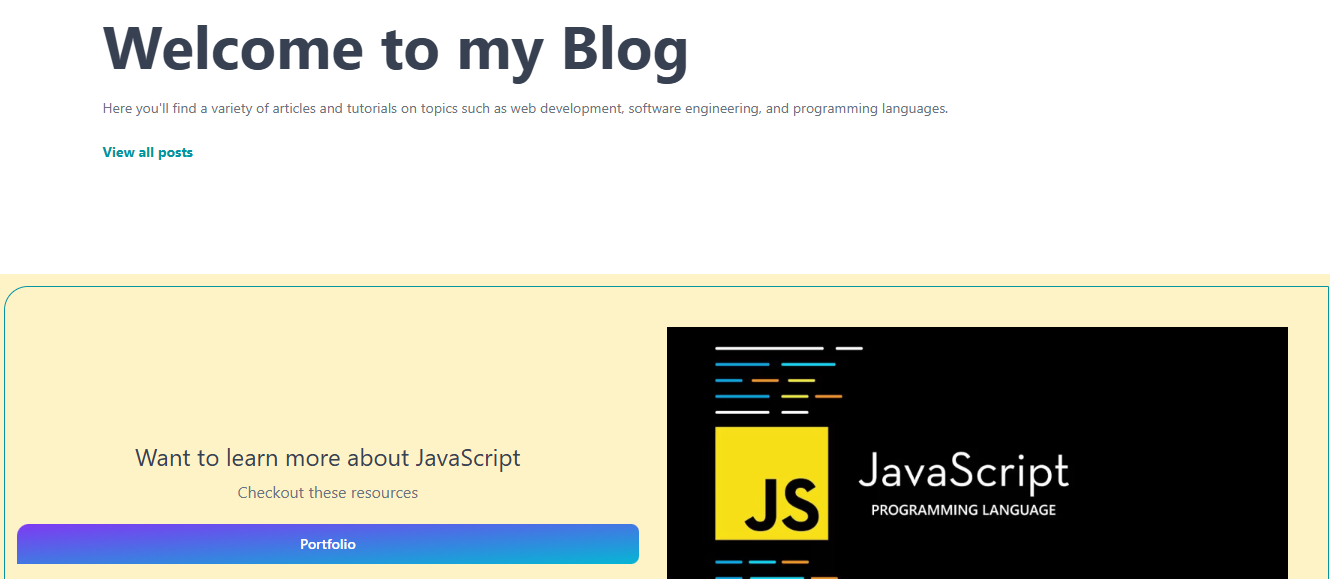 Welcome to my Blog
Here you'll find a variety of articles and tutorials on topics such as web development, software engineering, and programming languages.
View all posts
Want to learn more about JavaScript
Checkout these resources
Portfolio
JS
JavaScript
PROGRAMMING LANGUAGE